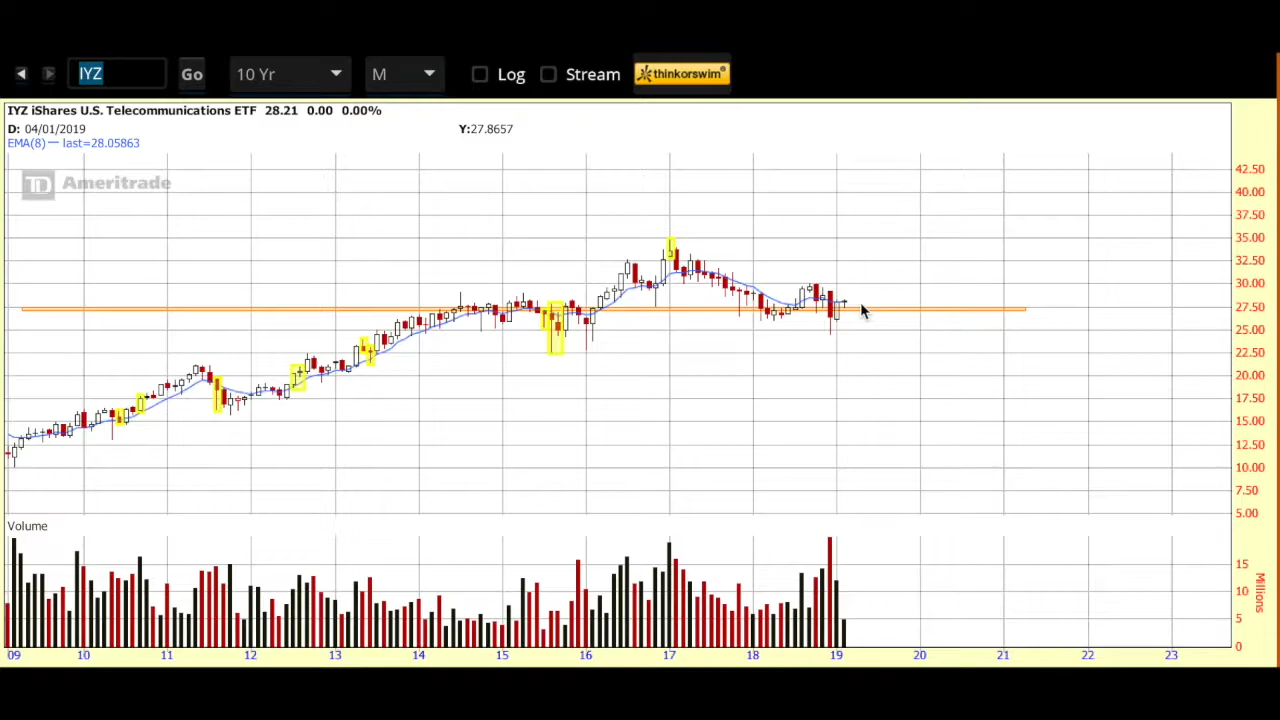 IYZ Go 10 Yr M Log Stream thinkorswim®
IYZ iShares U.S. Telecommunications ETF 28.21 0.00 0.00%
D: 04/01/2019 Y:27.8657
EMA(8) — last=28.05863
TD Ameritrade
42.50
40.00
37.50
35.00
32.50
30.00
27.50
25.00
22.50
20.00
17.50
15.00
12.50
10.00
7.50
5.00
Volume
15
10
5
0
Millions
09 10 11 12 13 14 15 16 17 18 19 20 21 22 23